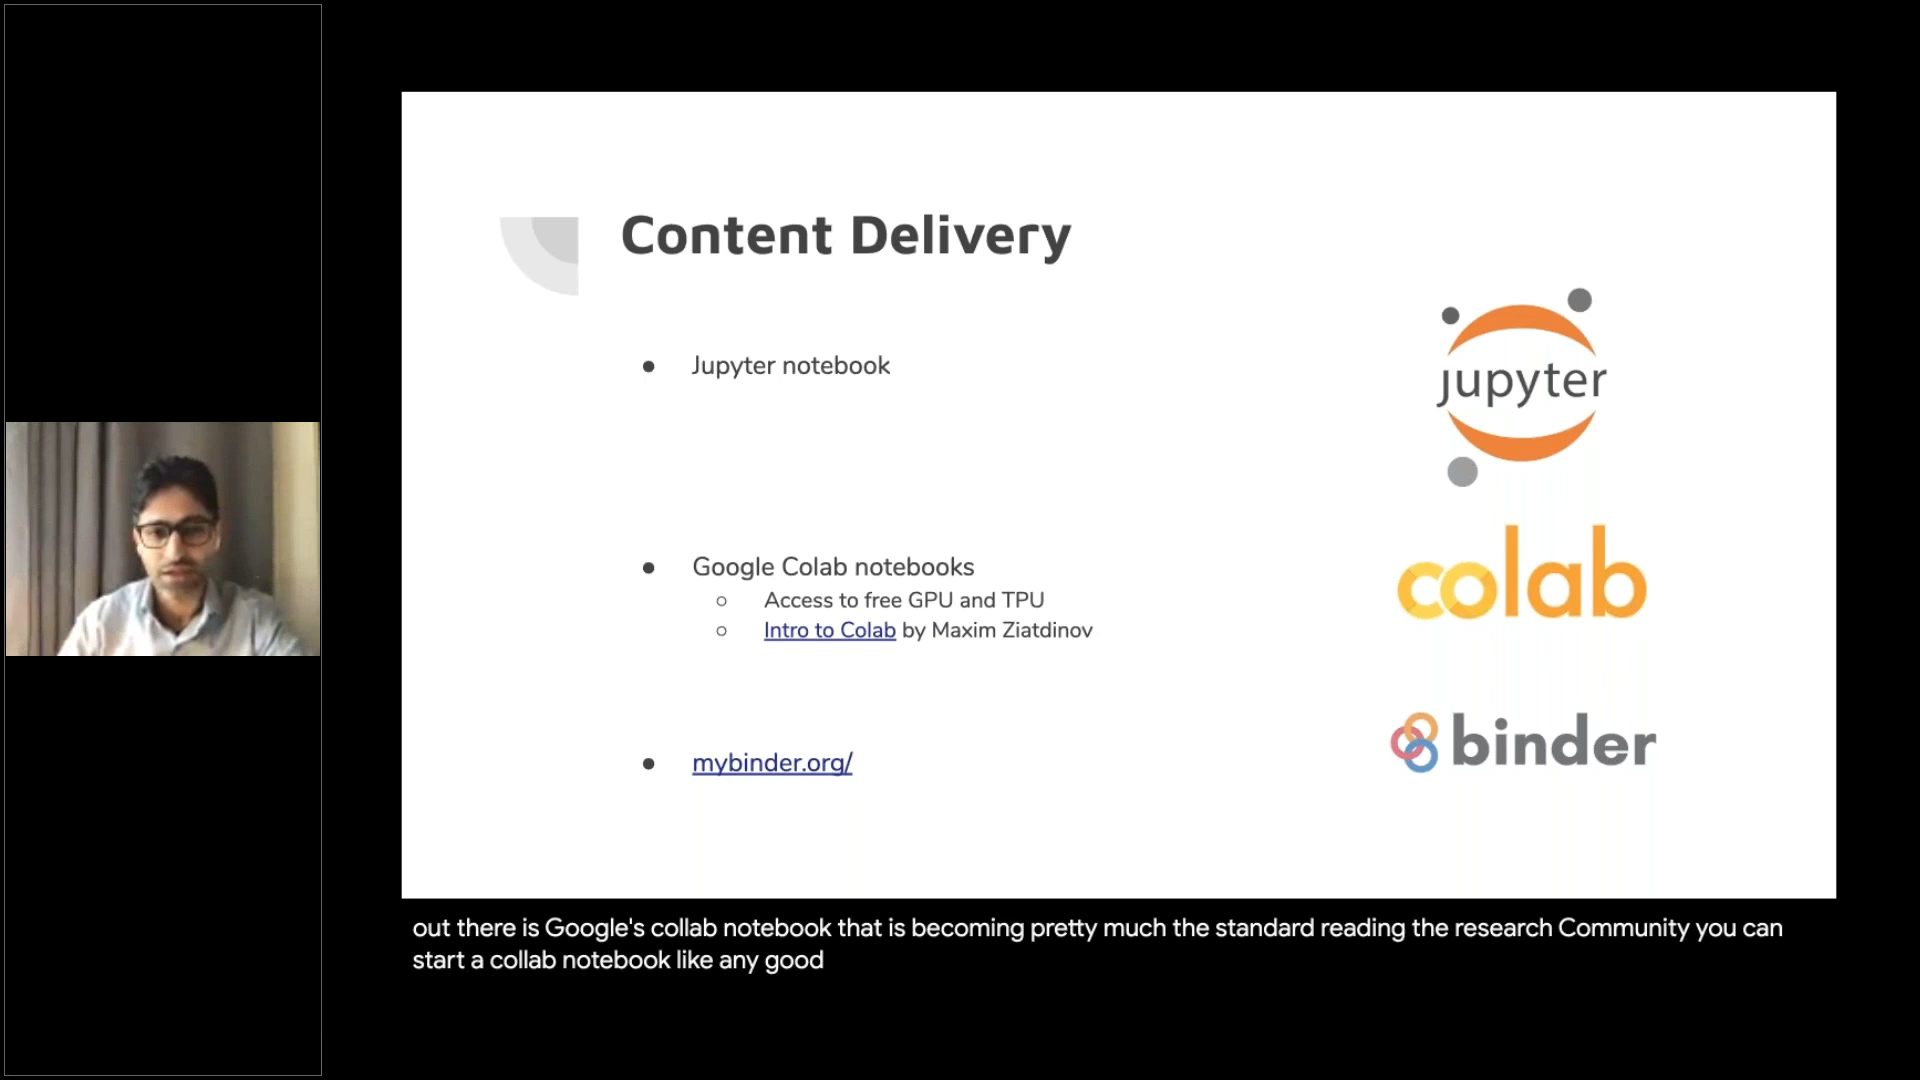 Content Delivery
Jupyter notebook
jupyter
Google Colab notebooks
Access to free GPU and TPU
Intro to Colab by Maxim Ziatdinov
colab
mybinder.org/
binder
out there is Google's collab notebook that is becoming pretty much the standard reading the research Community you can
start a collab notebook like any good